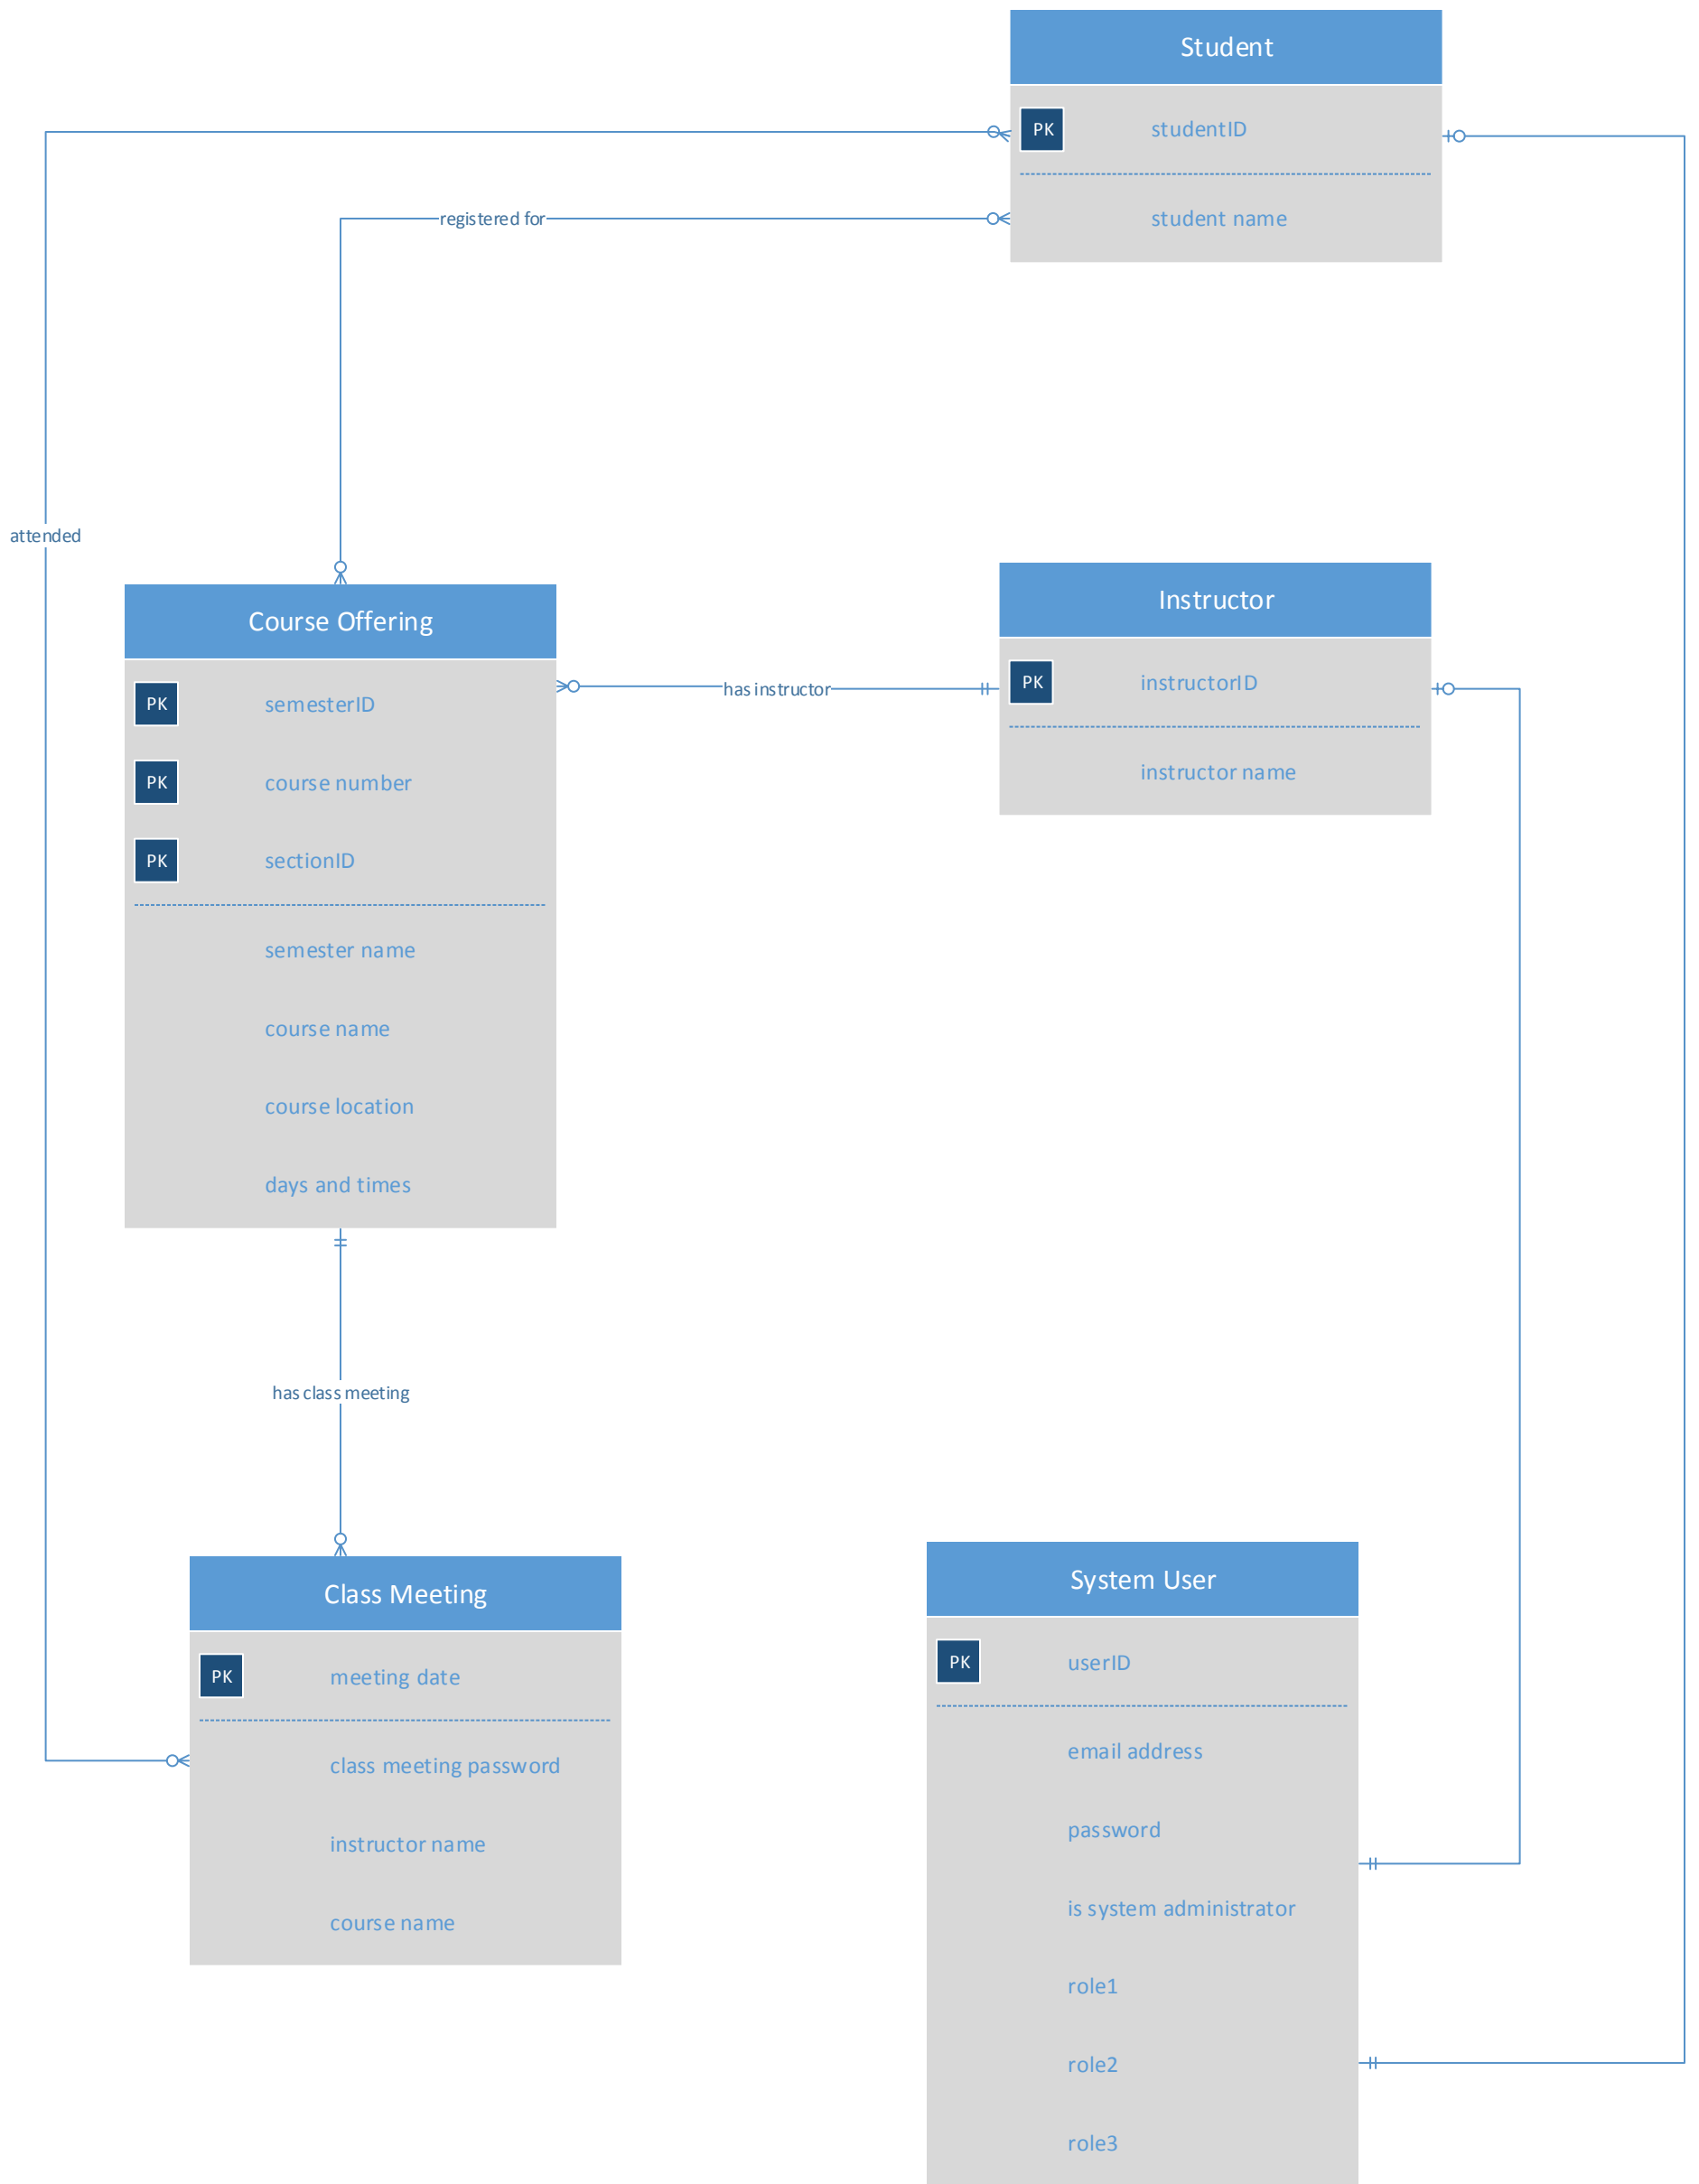 Student
PK studentID
student name
registered for
attended
Course Offering
PK semesterID
PK course number
PK sectionID
semester name
course name
course location
days and times
has instructor
Instructor
PK instructorID
instructor name
has class meeting
Class Meeting
PK meeting date
class meeting password
instructor name
course name
System User
PK userID
email address
password
is system administrator
role1
role2
role3